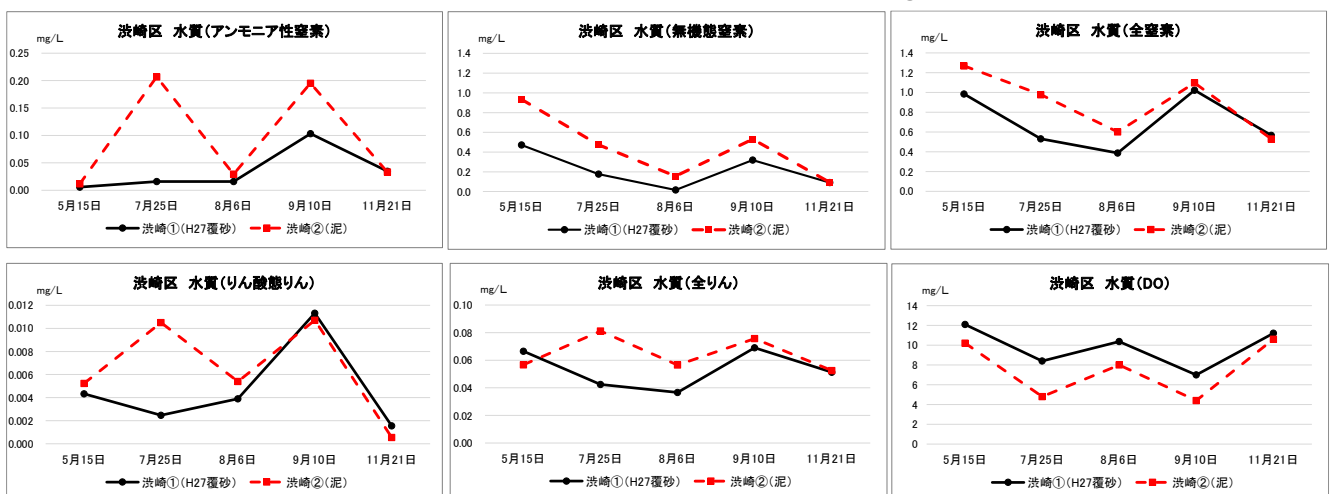 渋崎区 水質(アンモニア性窒素)
mg/L
0.25
0.20
0.15
0.10
0.05
0.00
5月15日 7月25日 8月6日 9月10日 11月21日
渋崎①(H27覆砂) 渋崎②(泥)
渋崎区 水質(無機態窒素)
mg/L
1.4
1.2
1.0
0.8
0.6
0.4
0.2
0.0
5月15日 7月25日 8月6日 9月10日 11月21日
渋崎①(H27覆砂) 渋崎②(泥)
渋崎区 水質(全窒素)
mg/L
1.4
1.2
1.0
0.8
0.6
0.4
0.2
0.0
5月15日 7月25日 8月6日 9月10日 11月21日
渋崎①(H27覆砂) 渋崎②(泥)
渋崎区 水質(りん酸態りん)
mg/L
0.012
0.010
0.008
0.006
0.004
0.002
0.000
5月15日 7月25日 8月6日 9月10日 11月21日
渋崎①(H27覆砂) 渋崎②(泥)
渋崎区 水質(全りん)
mg/L
0.10
0.08
0.06
0.04
0.02
0.00
5月15日 7月25日 8月6日 9月10日 11月21日
渋崎①(H27覆砂) 渋崎②(泥)
渋崎区 水質(DO)
mg/L
14
12
10
8
6
4
2
0
5月15日 7月25日 8月6日 9月10日 11月21日
渋崎①(H27覆砂) 渋崎②(泥)